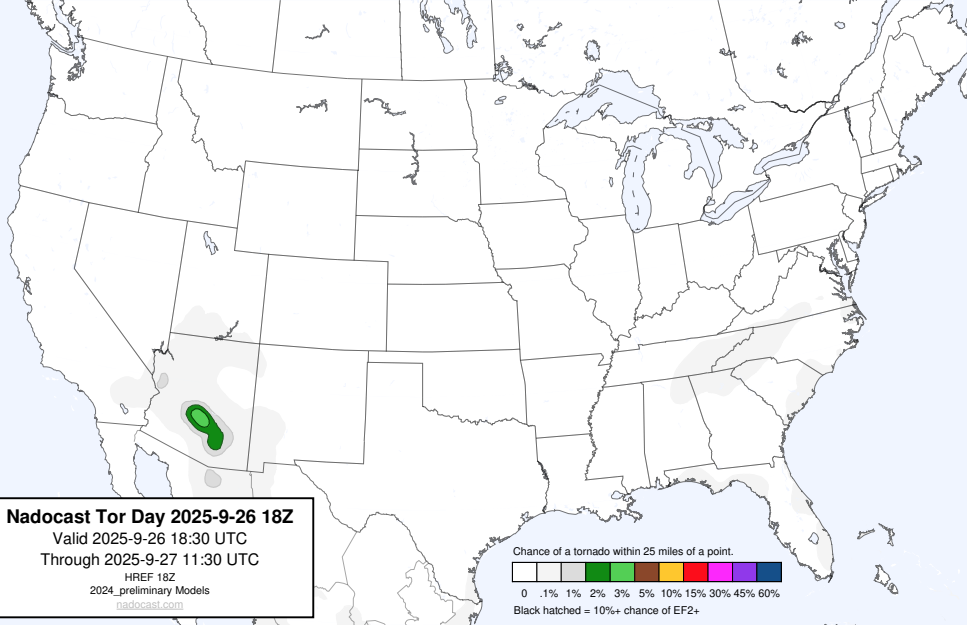 Nadocast Tor Day 2025-9-26 18Z
Valid 2025-9-26 18:30 UTC
Through 2025-9-27 11:30 UTC
HREF 18Z
2024_preliminary Models
nadocast.com
Chance of a tornado within 25 miles of a point.
0 .1% 1% 2% 3% 5% 10% 15% 30% 45% 60%
Black hatched = 10%+ chance of EF2+